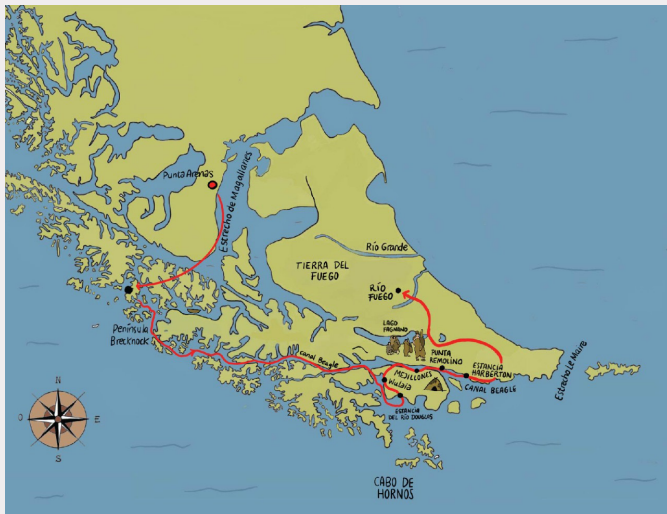 Punta Arenas
Estrecho de Magallanes
Río Grande
TIERRA DEL
FUEGO
RÍO
FUEGO
Península
Brecknock
LAGO
FAGNANO
canal Beagle
PUNTA
REMOLINO
MEJILLONES
Wulaia
ESTANCIA
HARBERTON
CANAL BEAGLE
Estrecho Le Maire
ESTANCIA
DEL RÍO DOUGLAS
N
O
E
S
CABO DE
HORNOS